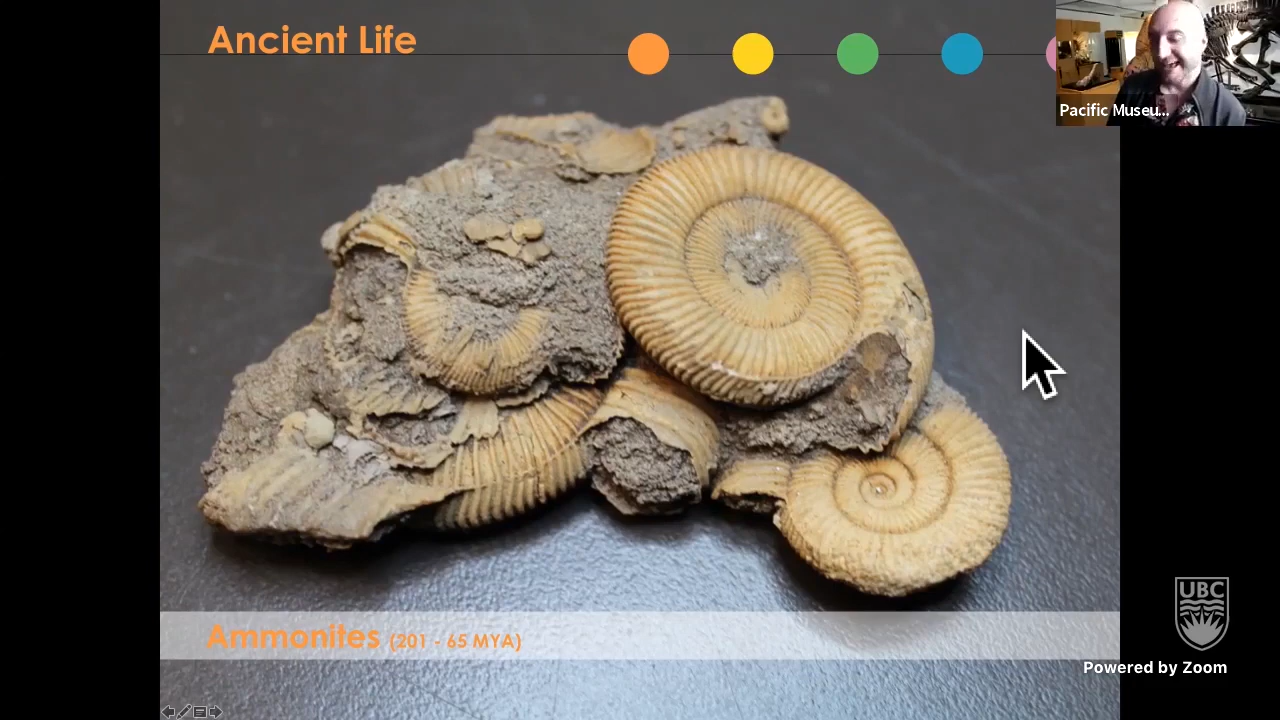 Ancient Life
Pacific Museu...
Ammonites (201 - 65 MYA)
UBC
Powered by Zoom